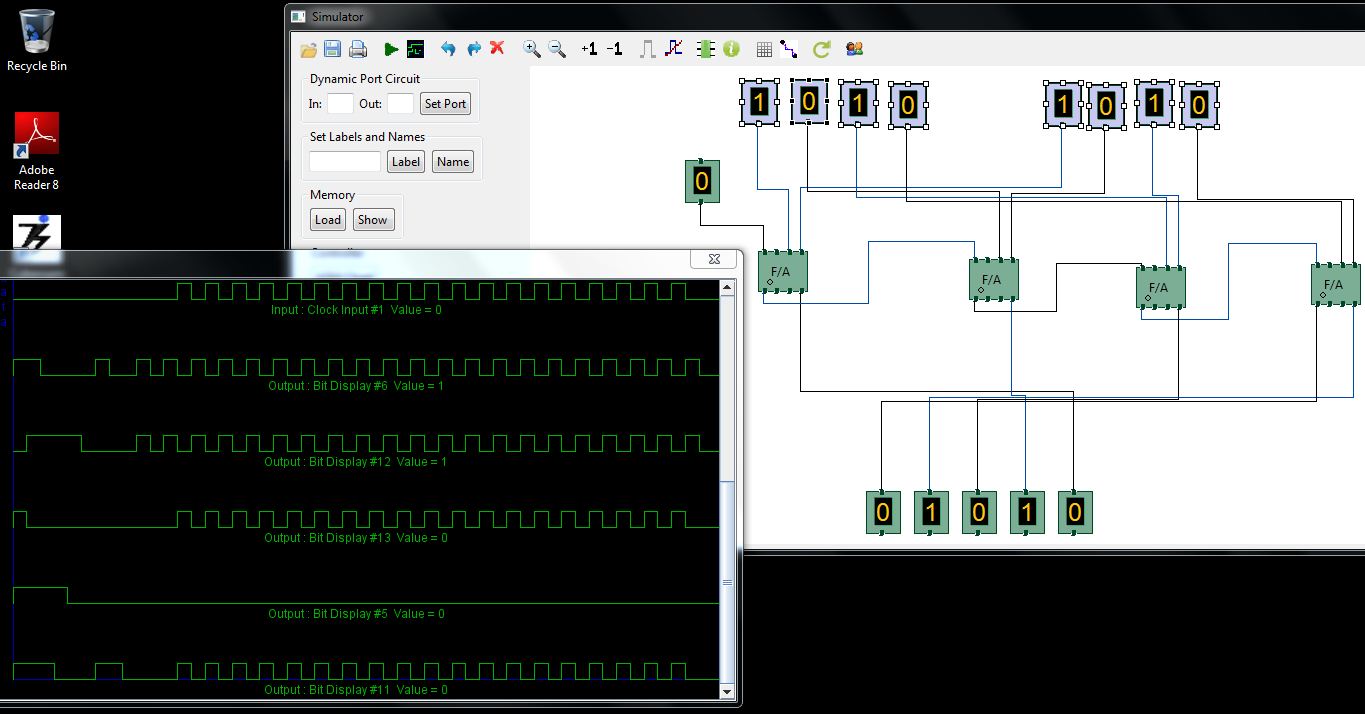 Recycle Bin
Adobe
Reader 8
Simulator
+1 -1
Dynamic Port Circuit
In: Out: Set Port
Set Labels and Names
Label Name
Memory
Load Show
1 0 1 0 1 0 1 0
0
F/A F/A F/A F/A
0 1 0 1 0
a
t
a
Input : Clock Input #1 Value = 0
Output : Bit Display #6 Value = 1
Output : Bit Display #12 Value = 1
Output : Bit Display #13 Value = 0
Output : Bit Display #5 Value = 0
Output : Bit Display #11 Value = 0